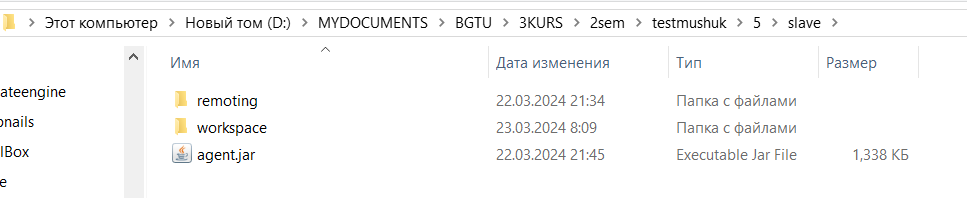 Этот компьютер > Новый том (D:) > MYDOCUMENTS > BGTU > 3KURS > 2sem > testmushuk > 5 > slave >
Имя Дата изменения Тип Размер
ateengine
nails
lBox
e
remoting 22.03.2024 21:34 Папка с файлами
workspace 23.03.2024 8:09 Папка с файлами
agent.jar 22.03.2024 21:45 Executable Jar File 1,338 КБ